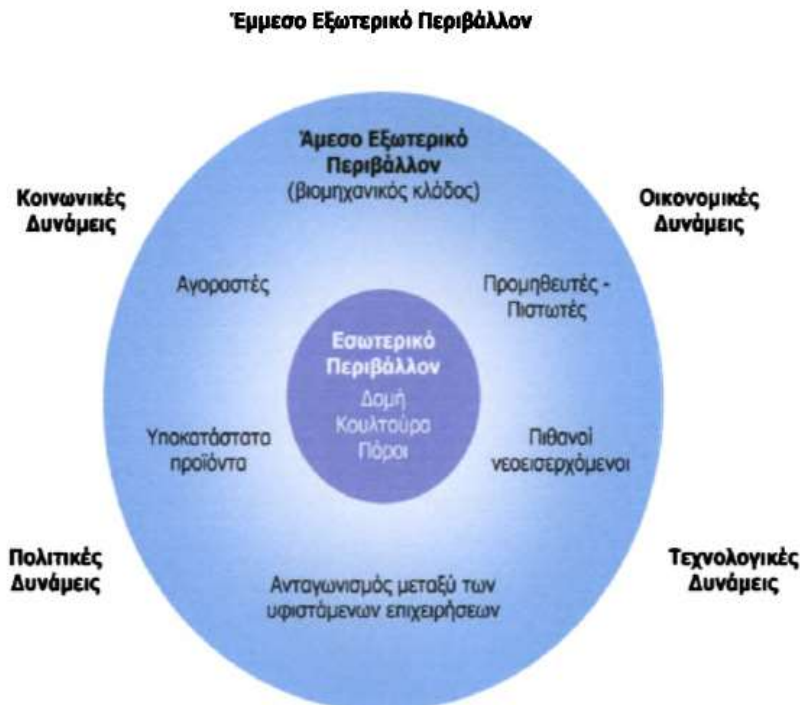 Έμμεσο Εξωτερικό Περιβάλλον
Άμεσο Εξωτερικό
Περιβάλλον
(βιομηχανικός κλάδος)
Κοινωνικές
Δυνάμεις
Οικονομικές
Δυνάμεις
Αγοραστές
Προμηθευτές -
Πιστωτές
Εσωτερικό
Περιβάλλον
Δομή
Κουλτούρα
Πόροι
Υποκατάστατα
προϊόντα
Πιθανοί
νεοεισερχόμενοι
Πολιτικές
Δυνάμεις
Τεχνολογικές
Δυνάμεις
Ανταγωνισμός μεταξύ των
υφιστάμενων επιχειρήσεων